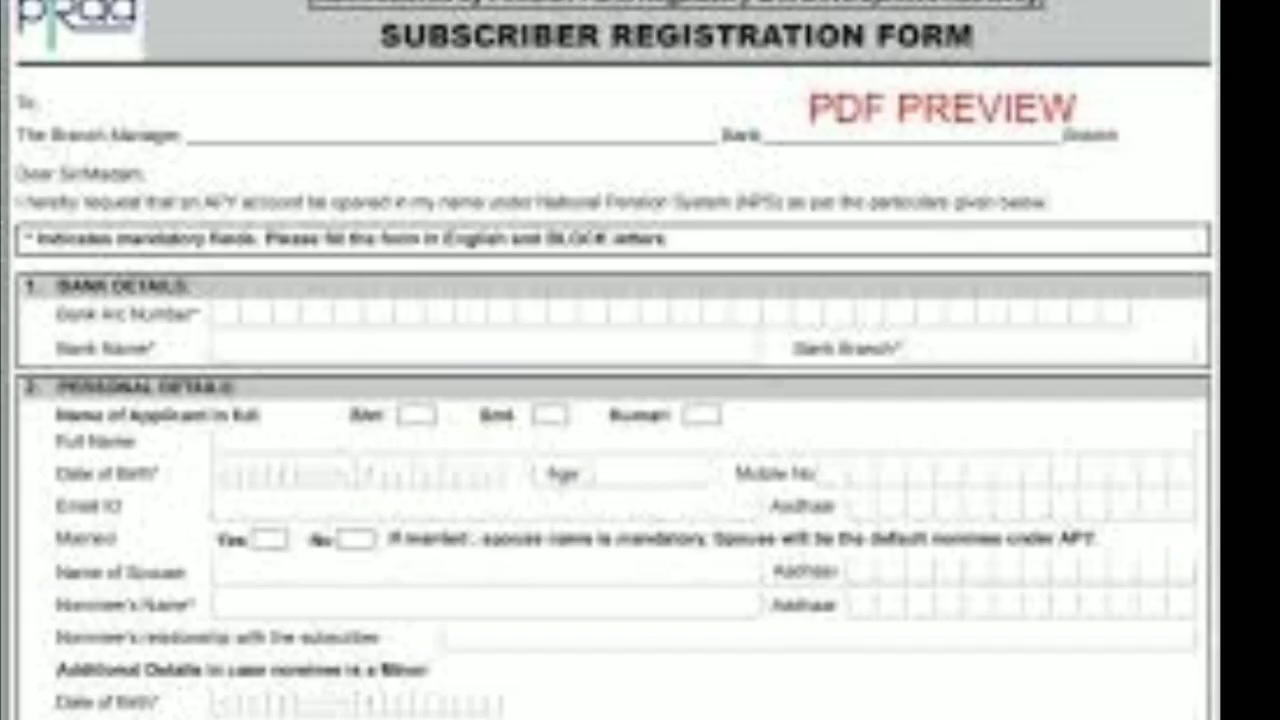 SUBSCRIBER REGISTRATION FORM
PDF PREVIEW
To,
The Branch Manager, Bank Branch
Dear Sir/Madam,
I hereby request that an APY account be opened in my name under National Pension System (NPS) as per the particulars given below:
* Indicates mandatory fields. Please fill the form in English and BLOCK letters
1. BANK DETAILS:
Bank A/c Number*
Bank Name* Bank Branch*
2. PERSONAL DETAILS:
Name of Applicant in full Shri Smt Kumari
Full Name
Date of Birth* Age Mobile No.
Email ID Aadhaar
Married Yes No If married, spouse name is mandatory. Spouse will be the default nominee under APY.
Name of Spouse Aadhaar
Nominee's Name* Aadhaar
Nominee's relationship with the subscriber
Additional Details in case nominee is a Minor
Date of Birth*